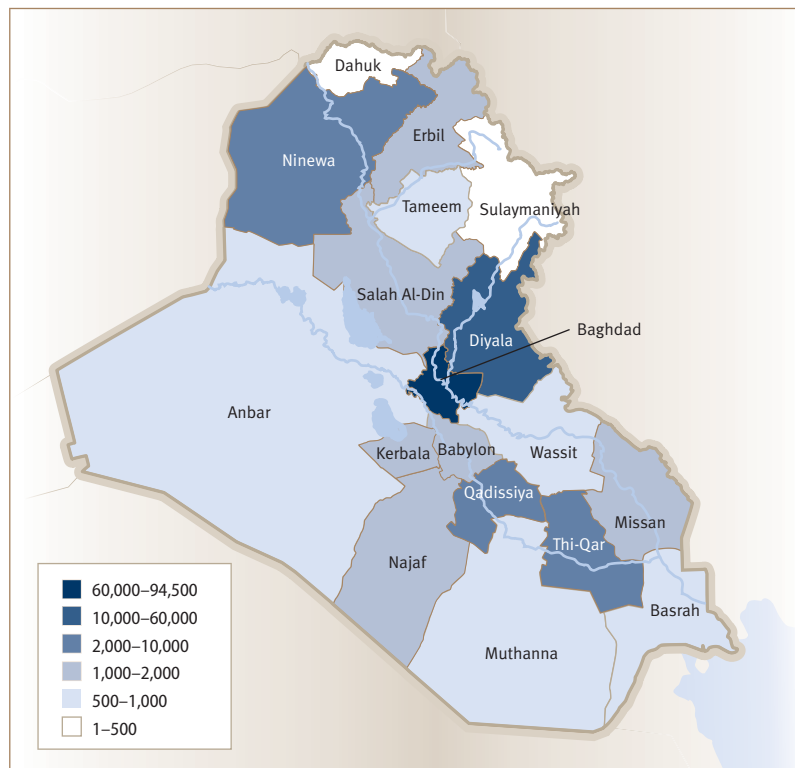 Dahuk
Erbil
Ninewa
Tameem
Sulaymaniyah
Salah Al-Din
Baghdad
Diyala
Anbar
Kerbala
Babylon
Wassit
Qadissiya
Missan
Thi-Qar
Najaf
Basrah
Muthanna
60,000–94,500
10,000–60,000
2,000–10,000
1,000–2,000
500–1,000
1–500